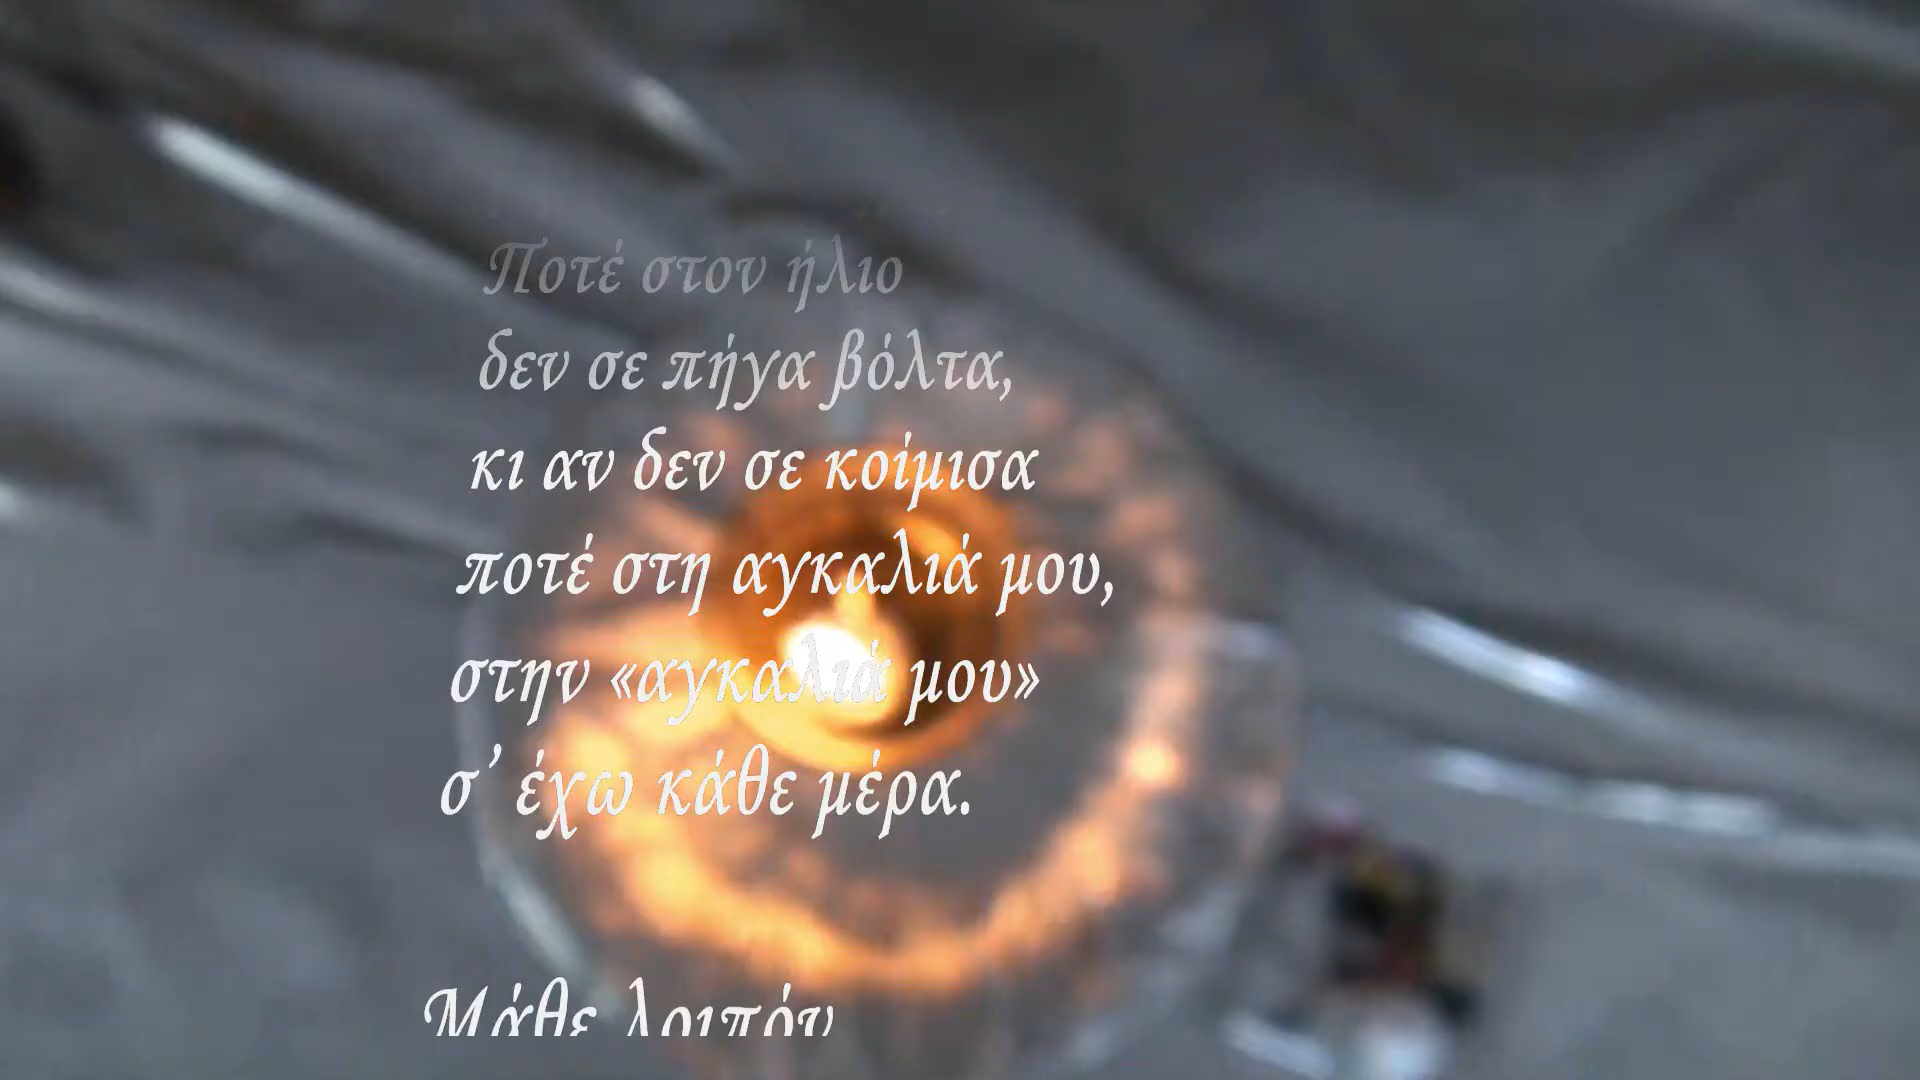 Ποτέ στον ήλιο
δεν σε πήγα βόλτα,
κι αν δεν σε κοίμισα
ποτέ στη αγκαλιά μου,
στην «αγκαλιά μου»
σ’ έχω κάθε μέρα.
Μάθε λοιπόν